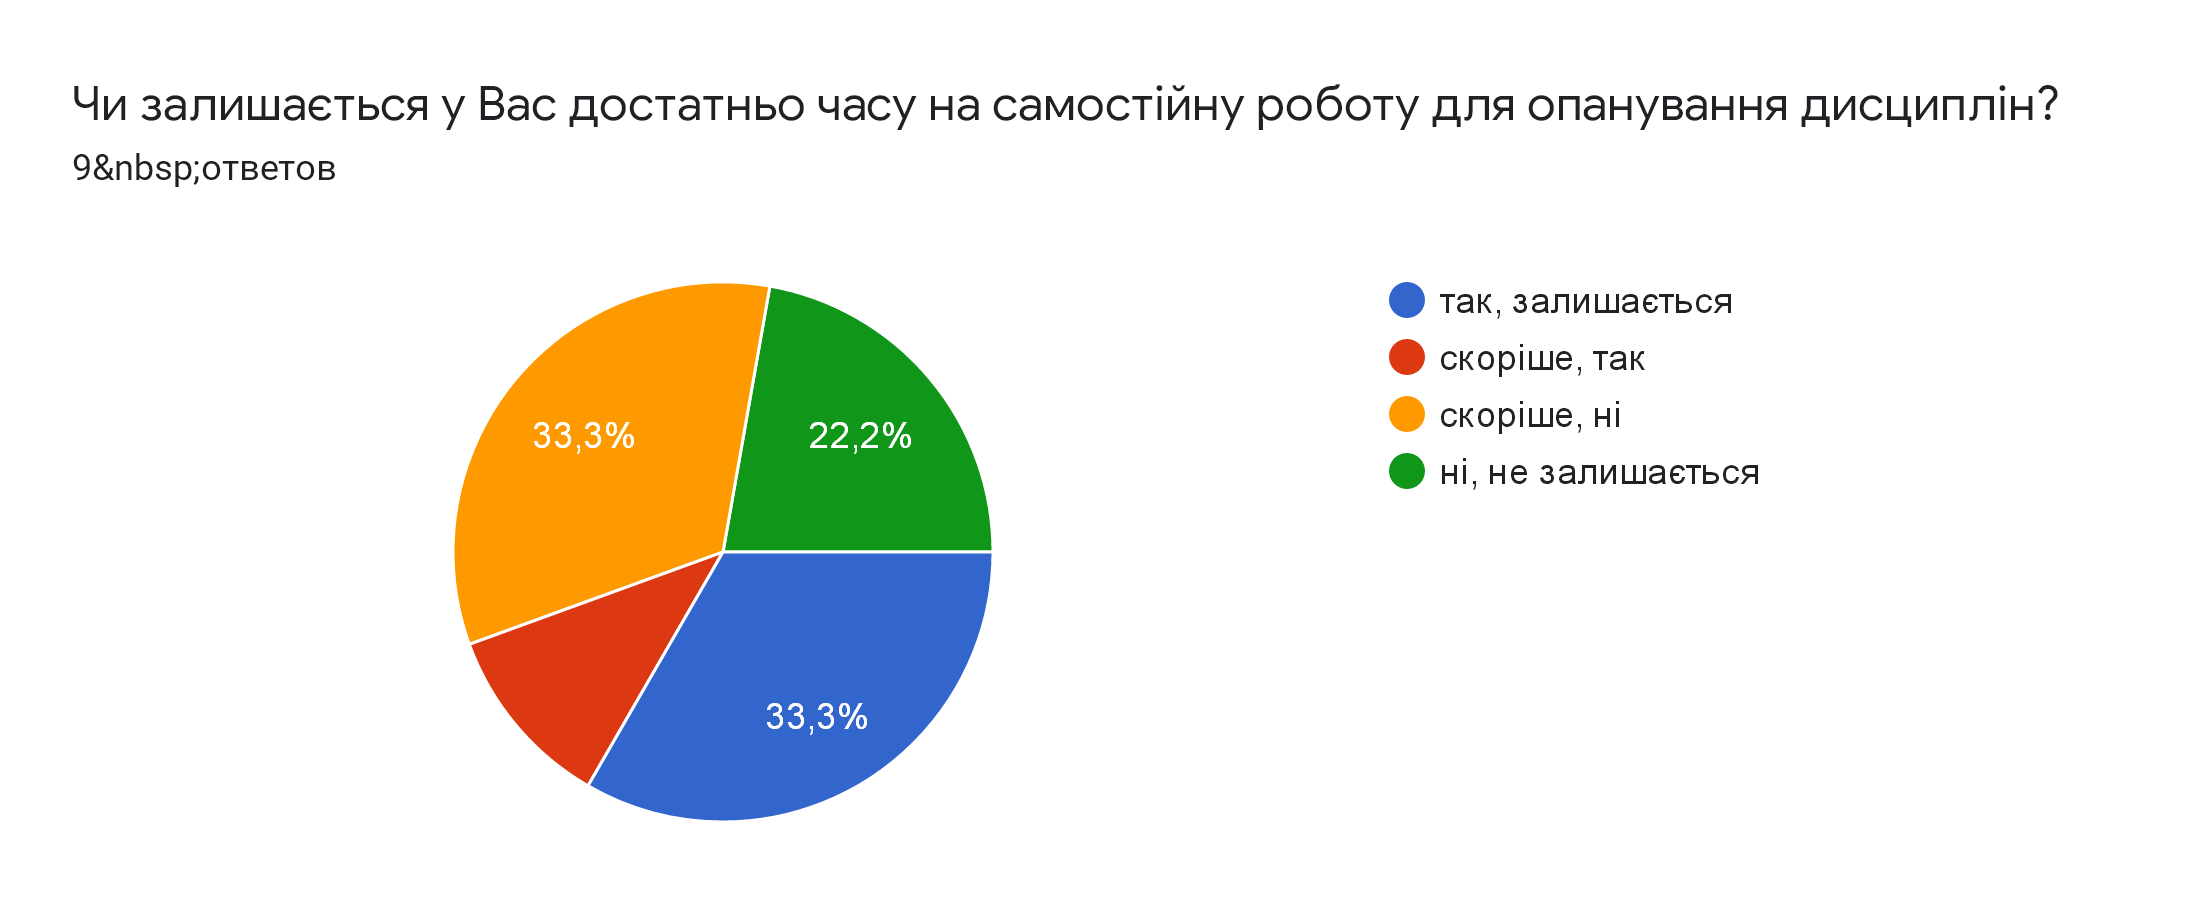 Чи залишається у Вас достатньо часу на самостійну роботу для опанування дисциплін?
9&nbsp;ответов
33,3%
22,2%
33,3%
так, залишається
скоріше, так
скоріше, ні
ні, не залишається